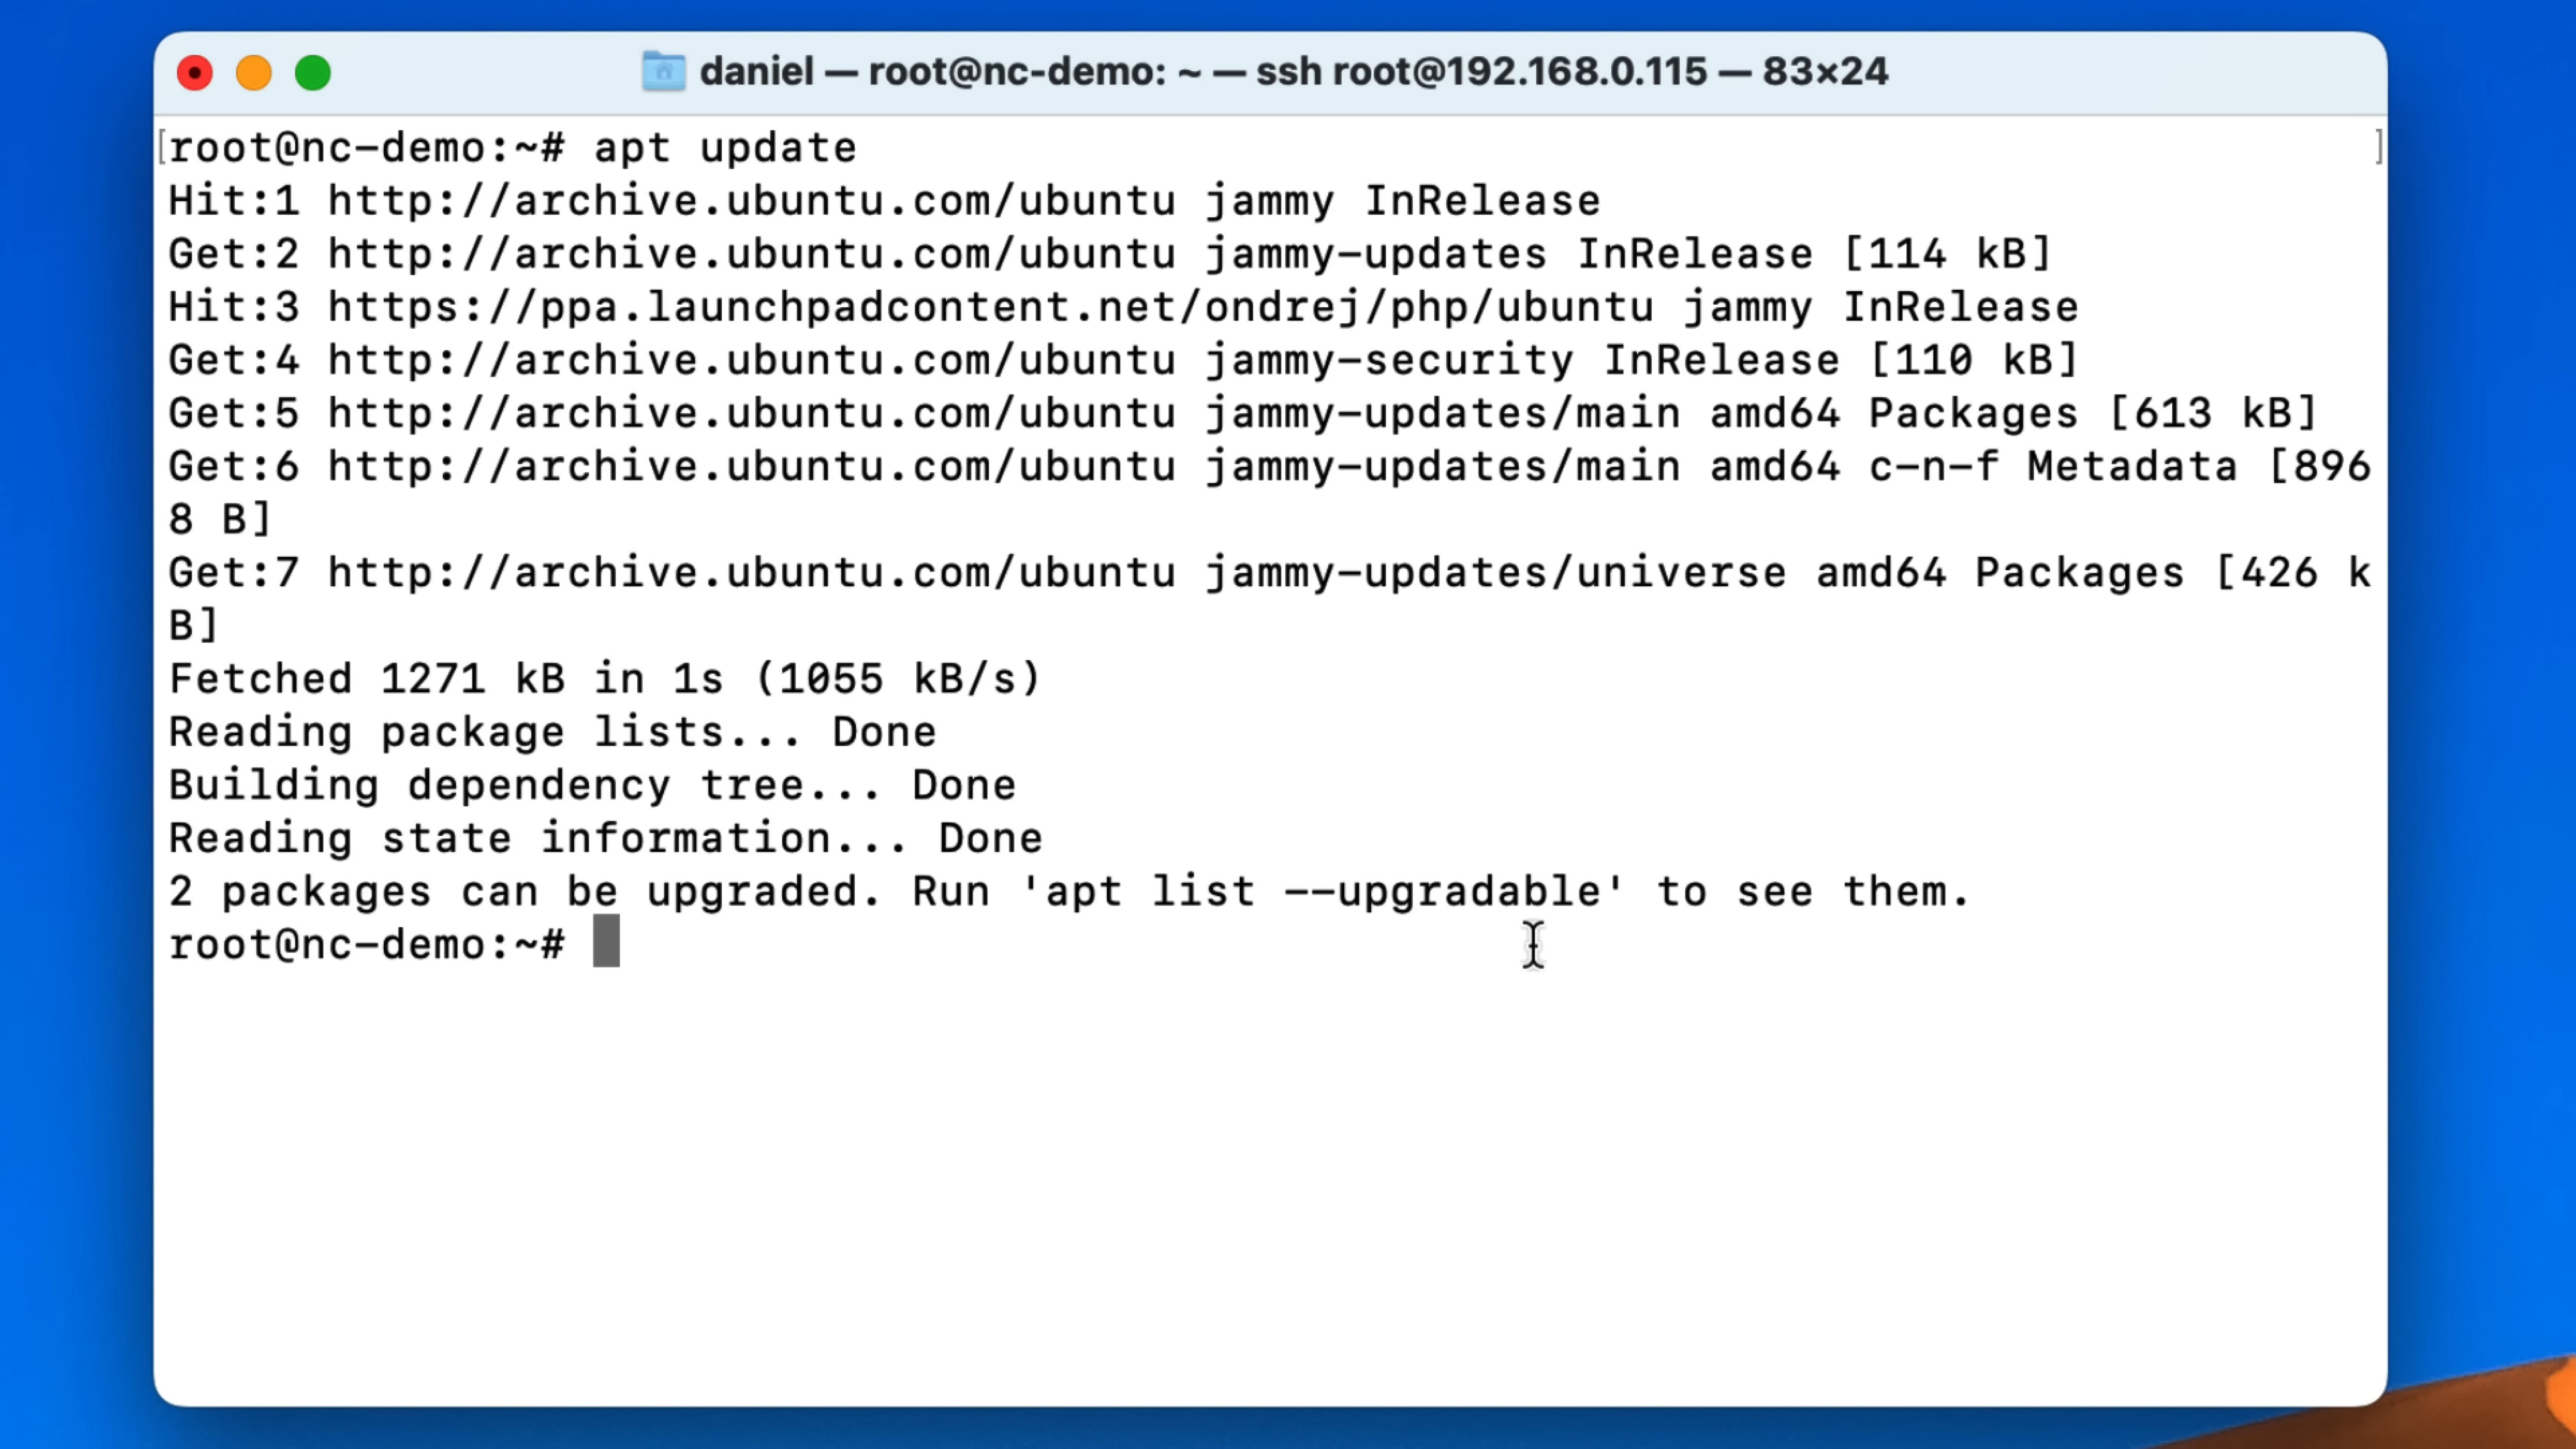 daniel — root@nc-demo: ~ — ssh root@192.168.0.115 — 83×24
[root@nc-demo:~# apt update ]
Hit:1 http://archive.ubuntu.com/ubuntu jammy InRelease
Get:2 http://archive.ubuntu.com/ubuntu jammy-updates InRelease [114 kB]
Hit:3 https://ppa.launchpadcontent.net/ondrej/php/ubuntu jammy InRelease
Get:4 http://archive.ubuntu.com/ubuntu jammy-security InRelease [110 kB]
Get:5 http://archive.ubuntu.com/ubuntu jammy-updates/main amd64 Packages [613 kB]
Get:6 http://archive.ubuntu.com/ubuntu jammy-updates/main amd64 c-n-f Metadata [896
8 B]
Get:7 http://archive.ubuntu.com/ubuntu jammy-updates/universe amd64 Packages [426 k
B]
Fetched 1271 kB in 1s (1055 kB/s)
Reading package lists... Done
Building dependency tree... Done
Reading state information... Done
2 packages can be upgraded. Run 'apt list --upgradable' to see them.
root@nc-demo:~#